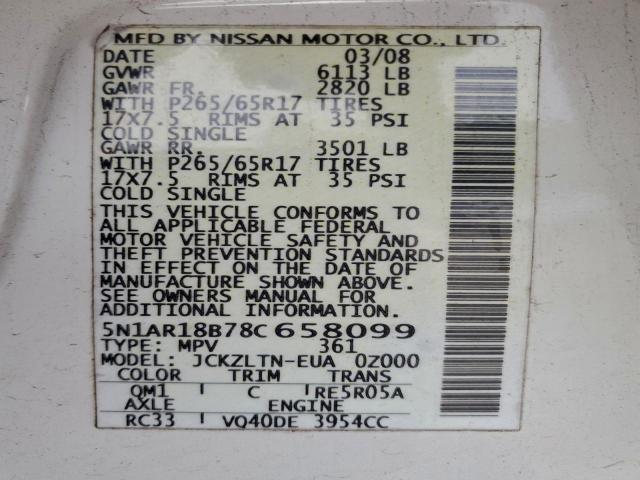 MFD BY NISSAN MOTOR CO., LTD.
DATE 03/08
GVWR 6113 LB
GAWR FR. 2820 LB
WITH P265/65R17 TIRES
17X7.5 RIMS AT 35 PSI
COLD SINGLE
GAWR RR. 3501 LB
WITH P265/65R17 TIRES
17X7.5 RIMS AT 35 PSI
COLD SINGLE
THIS VEHICLE CONFORMS TO
ALL APPLICABLE FEDERAL
MOTOR VEHICLE SAFETY AND
THEFT PREVENTION STANDARDS
IN EFFECT ON THE DATE OF
MANUFACTURE SHOWN ABOVE.
SEE OWNERS MANUAL FOR
ADDITIONAL INFORMATION
5N1AR18B78C658099
TYPE: MPV 361
MODEL: JCKZLTN-EUA 0Z000
COLOR TRIM TRANS
QM1 C RE5R05A
AXLE ENGINE
RC33 VQ40DE 3954CC